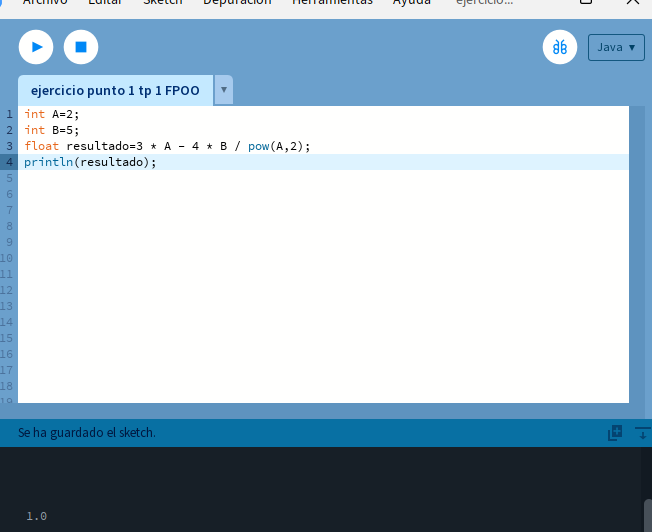 Archivo Editar Sketch Depuración Herramientas Ayuda ejercicio...
Java ▾
ejercicio punto 1 tp 1 FPOO ▾
1 int A=2;
2 int B=5;
3 float resultado=3 * A - 4 * B / pow(A,2);
4 println(resultado);
5
6
7
8
9
10
11
12
13
14
15
16
17
18
19
Se ha guardado el sketch.
1.0